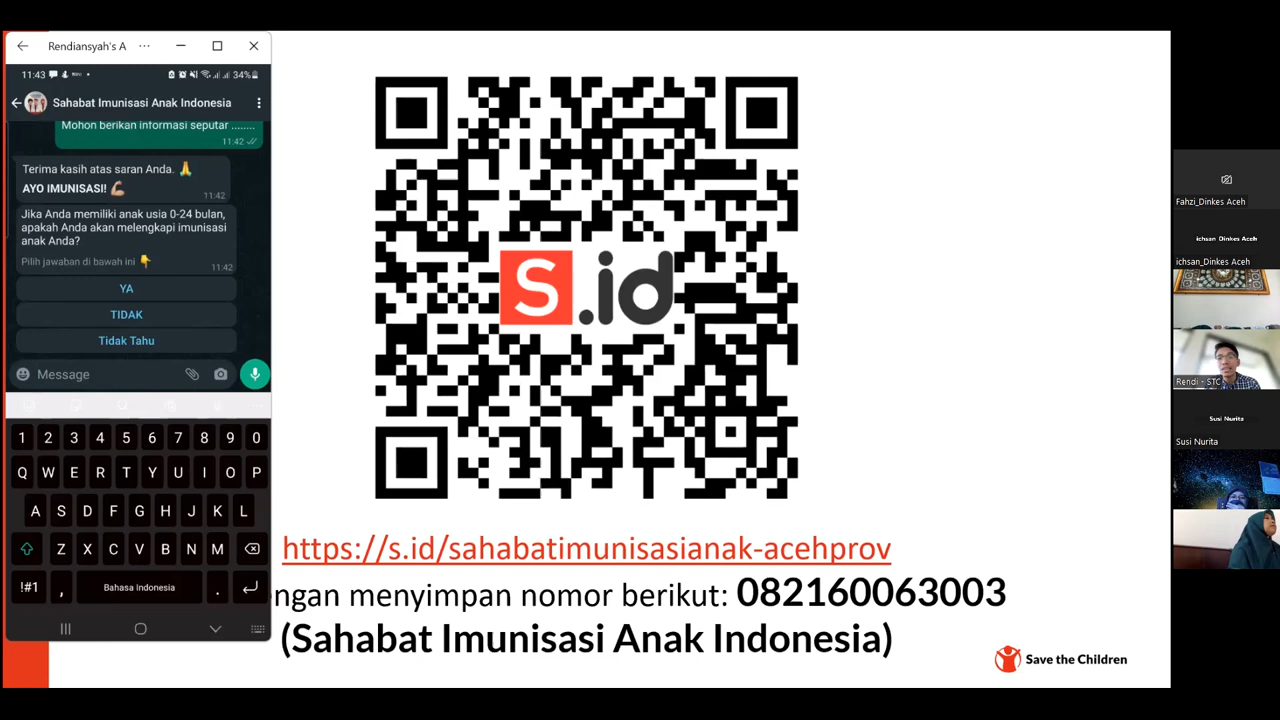 Rendiansyah's A
11:43
34%
Sahabat Imunisasi Anak Indonesia
Mohon berikan informasi seputar ........
11:42
Terima kasih atas saran Anda. 🙏
AYO IMUNISASI! 💪🏽
11:42
Jika Anda memiliki anak usia 0-24 bulan,
apakah Anda akan melengkapi imunisasi
anak Anda?
Pilih jawaban di bawah ini 👇
11:42
YA
TIDAK
Tidak Tahu
Message
1 2 3 4 5 6 7 8 9 0
Q W E R T Y U I O P
A S D F G H J K L
Z X C V B N M
!#1 , Bahasa Indonesia .
S.id
https://s.id/sahabatimunisasianak-acehprov
ngan menyimpan nomor berikut: 082160063003
(Sahabat Imunisasi Anak Indonesia)
Save the Children
Fahzi_Dinkes Aceh
ichsan_Dinkes Aceh
ichsan_Dinkes Aceh
Rendi - STC
Susi Nurita
Susi Nurita